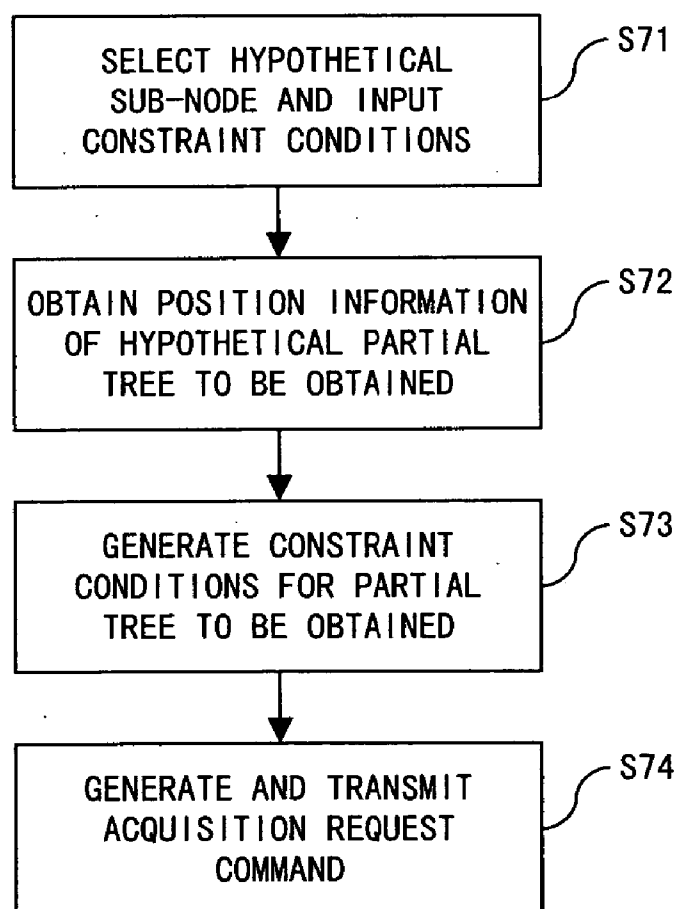 SELECT HYPOTHETICAL
SUB-NODE AND INPUT
CONSTRAINT CONDITIONS
S71
OBTAIN POSITION INFORMATION
OF HYPOTHETICAL PARTIAL
TREE TO BE OBTAINED
S72
GENERATE CONSTRAINT
CONDITIONS FOR PARTIAL
TREE TO BE OBTAINED
S73
GENERATE AND TRANSMIT
ACQUISITION REQUEST
COMMAND
S74